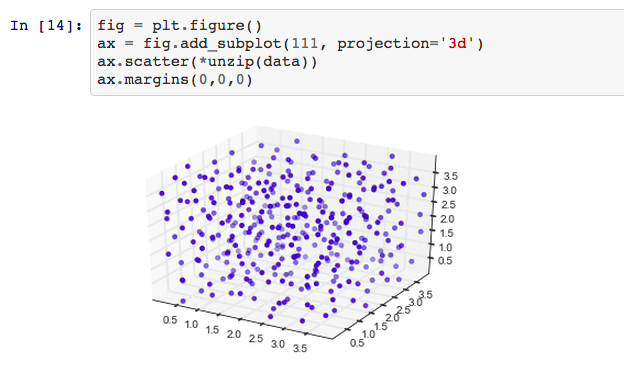 In [14]: fig = plt.figure()
ax = fig.add_subplot(111, projection='3d')
ax.scatter(*unzip(data))
ax.margins(0,0,0)
3.5
3.0
2.5
2.0
1.5
1.0
0.5
0.5 1.0 1.5 2.0 2.5 3.0 3.5
0.5 1.0 1.5 2.0 2.5 3.0 3.5